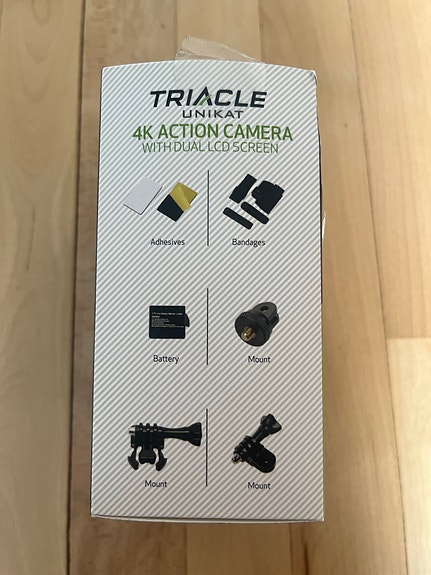 TRIACLE
UNIKAT
4K ACTION CAMERA
WITH DUAL LCD SCREEN
Adhesives
Bandages
Battery
Mount
Mount
Mount